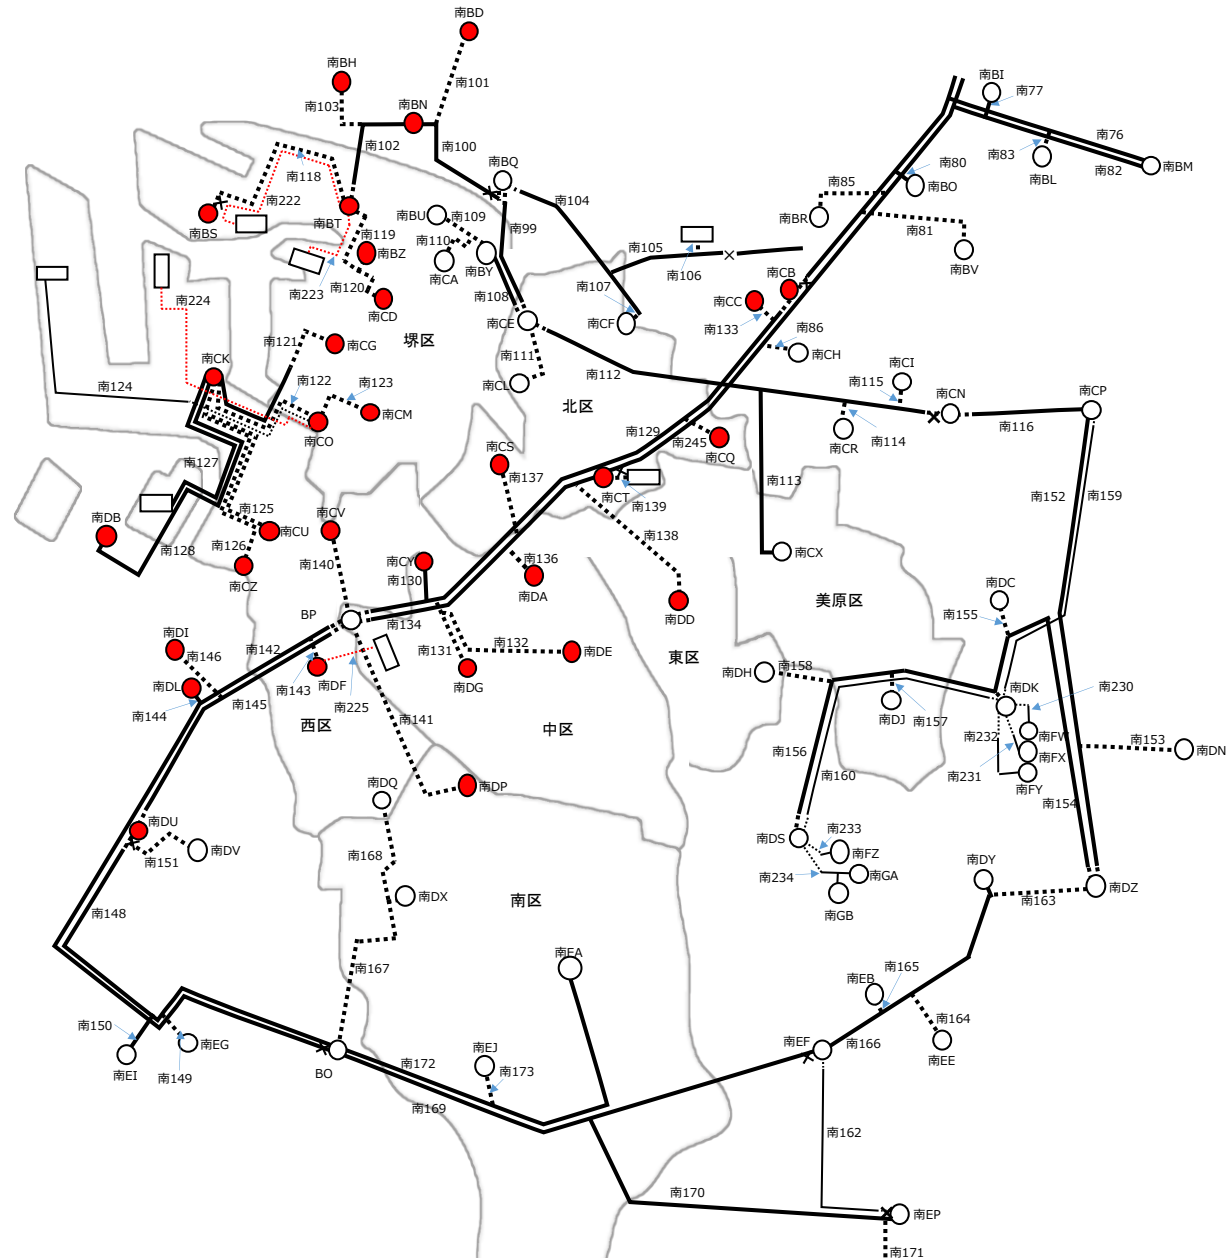 南BD
南BH
南BI
南77
南101
南103
南BN
南76
南102
南100
南BQ
南80
南83
南82
南BM
南118
南BO
南BL
南85
南222
南104
南BR
南BS
南BT
南BU
南109
南99
南81
南119
南110
南105
南BZ
南CA
南BY
南106
南BV
南CB
南223
南120
南108
南107
南CC
南224
南CD
南CE
南CF
南133
南86
南121
南CG
堺区
南111
南CH
南CK
南CI
南122
南123
南CL
南112
南115
南124
南CP
南CM
北区
南CN
南CO
南116
南129
南114
南CS
南245
南CR
南127
南CQ
南137
南CT
南113
南152
南159
南139
南125
南DB
南CV
南CU
南138
南128
南126
南140
南CX
南CY
南136
南CZ
南130
南DA
南DC
BP
南DD
美原区
南155
南134
南DI
南142
南131
南132
南DE
東区
南146
南158
南DH
南DL
南143
南DF
南DG
南DK
南230
南144
南145
南225
南DJ
南157
西区
南141
中区
南232
南FW
南153
南DN
南156
南FX
南160
南231
南FY
南DQ
南DP
南154
南DU
南233
南DS
南FZ
南151
南DV
南168
南DY
南234
南GA
南DX
南GB
南163
南DZ
南区
南148
南EA
南167
南165
南EB
南150
南164
南EG
南EJ
南EF
南166
南EE
南172
南EI
南149
BO
南173
南169
南162
南170
南EP
南171